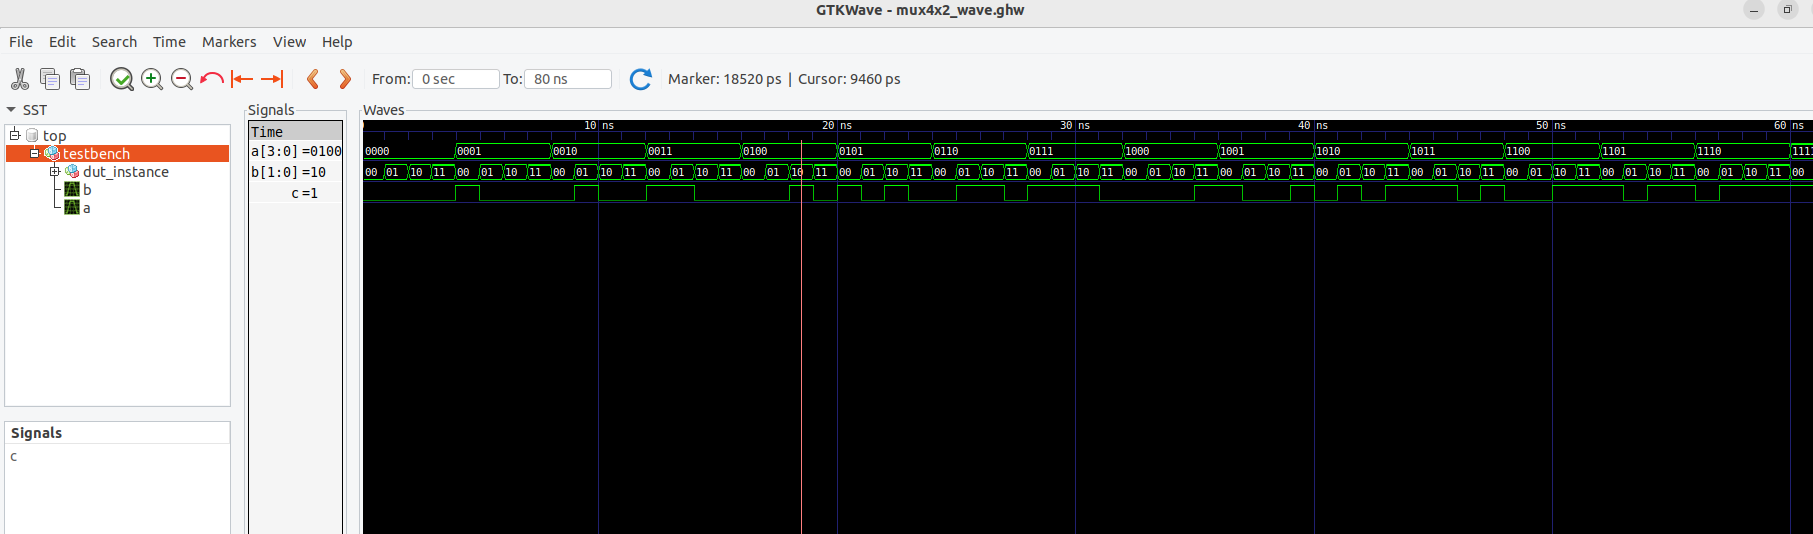 GTKWave - mux4x2_wave.ghw
File Edit Search Time Markers View Help
From: 0 sec To: 80 ns Marker: 18520 ps | Cursor: 9460 ps
SST
top
testbench
dut_instance
b
a
Signals
c
Signals
Time
a[3:0] =0100
b[1:0] =10
c =1
Waves
10 ns 20 ns 30 ns 40 ns 50 ns 60 ns
0000 0001 0010 0011 0100 0101 0110 0111 1000 1001 1010 1011 1100 1101 1110 1111
00 01 10 11 00 01 10 11 00 01 10 11 00 01 10 11 00 01 10 11 00 01 10 11 00 01 10 11 00 01 10 11 00 01 10 11 00 01 10 11 00 01 10 11 00 01 10 11 00 01 10 11 00 01 10 11 00 01 10 11 00